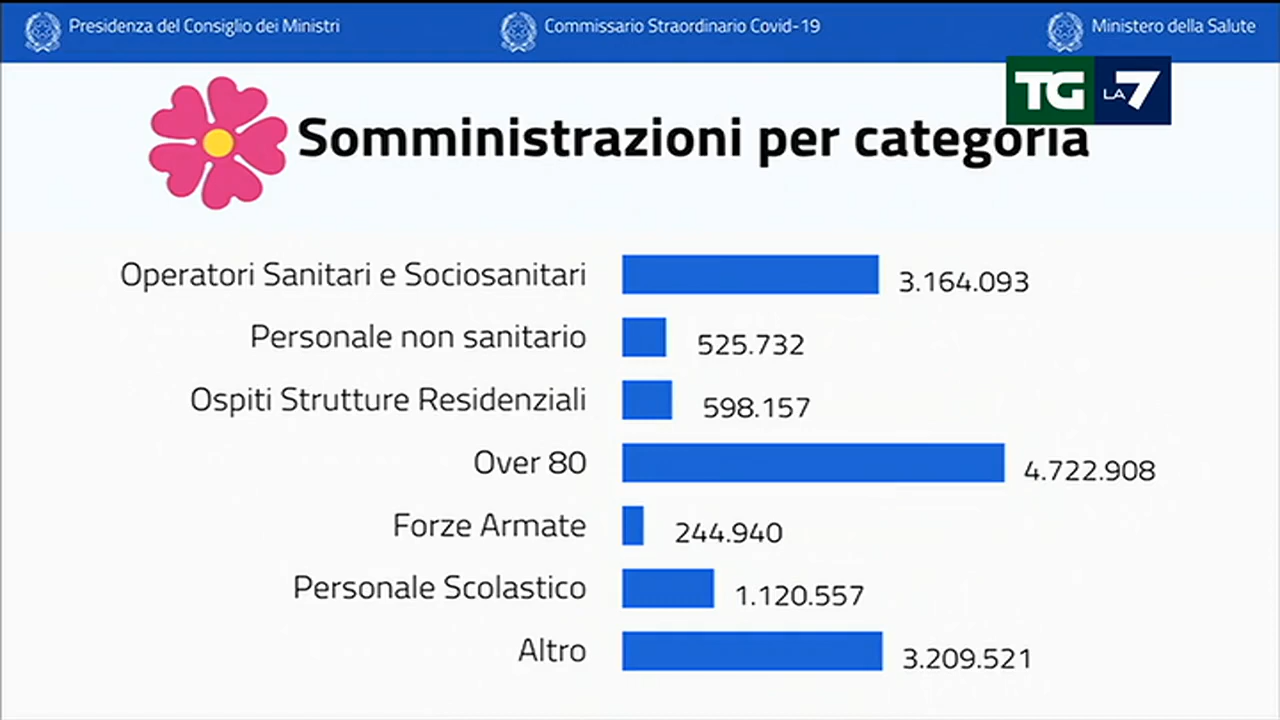 Presidenza del Consiglio dei Ministri
Commissario Straordinario Covid-19
Ministero della Salute
TG LA7
Somministrazioni per categoria
Operatori Sanitari e Sociosanitari 3.164.093
Personale non sanitario 525.732
Ospiti Strutture Residenziali 598.157
Over 80 4.722.908
Forze Armate 244.940
Personale Scolastico 1.120.557
Altro 3.209.521